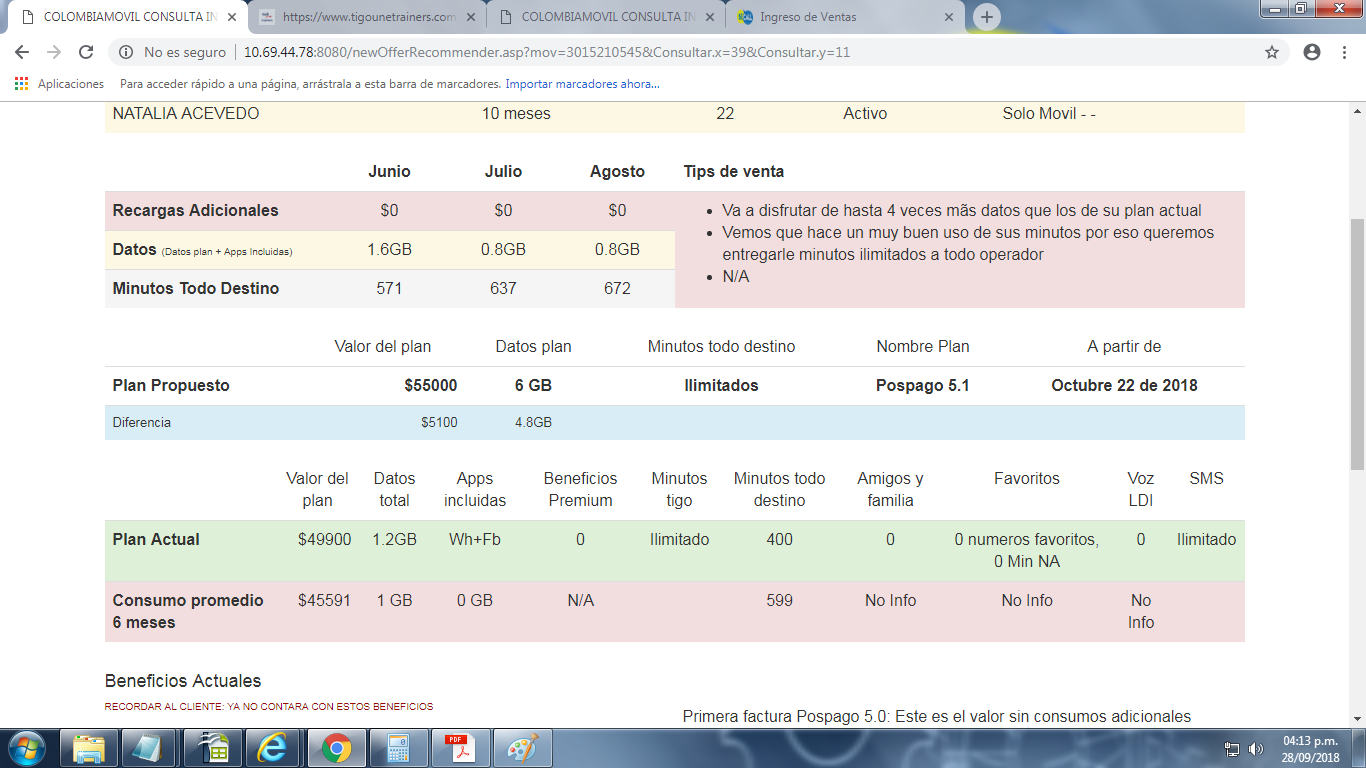 COLOMBIAMOVIL CONSULTA IN
https://www.tigounetrainers.com
COLOMBIAMOVIL CONSULTA IN
Ingreso de Ventas
No es seguro 10.69.44.78:8080/newOfferRecommender.asp?mov=3015210545&Consultar.x=39&Consultar.y=11
Aplicaciones Para acceder rápido a una página, arrástrala a esta barra de marcadores. Importar marcadores ahora...
NATALIA ACEVEDO 10 meses 22 Activo Solo Movil - -
Junio Julio Agosto Tips de venta
Recargas Adicionales $0 $0 $0
Va a disfrutar de hasta 4 veces mãs datos que los de su plan actual
Vemos que hace un muy buen uso de sus minutos por eso queremos
entregarle minutos ilimitados a todo operador
N/A
Datos (Datos plan + Apps Incluidas) 1.6GB 0.8GB 0.8GB
Minutos Todo Destino 571 637 672
Valor del plan Datos plan Minutos todo destino Nombre Plan A partir de
Plan Propuesto $55000 6 GB Ilimitados Pospago 5.1 Octubre 22 de 2018
Diferencia $5100 4.8GB
Valor del plan Datos total Apps incluidas Beneficios Premium Minutos tigo Minutos todo destino Amigos y familia Favoritos Voz LDI SMS
Plan Actual $49900 1.2GB Wh+Fb 0 Ilimitado 400 0 0 numeros favoritos, 0 Min NA 0 Ilimitado
Consumo promedio 6 meses $45591 1 GB 0 GB N/A 599 No Info No Info No Info
Beneficios Actuales
RECORDAR AL CLIENTE: YA NO CONTARA CON ESTOS BENEFICIOS
Primera factura Pospago 5.0: Este es el valor sin consumos adicionales
PDF
04:13 p.m.
28/09/2018